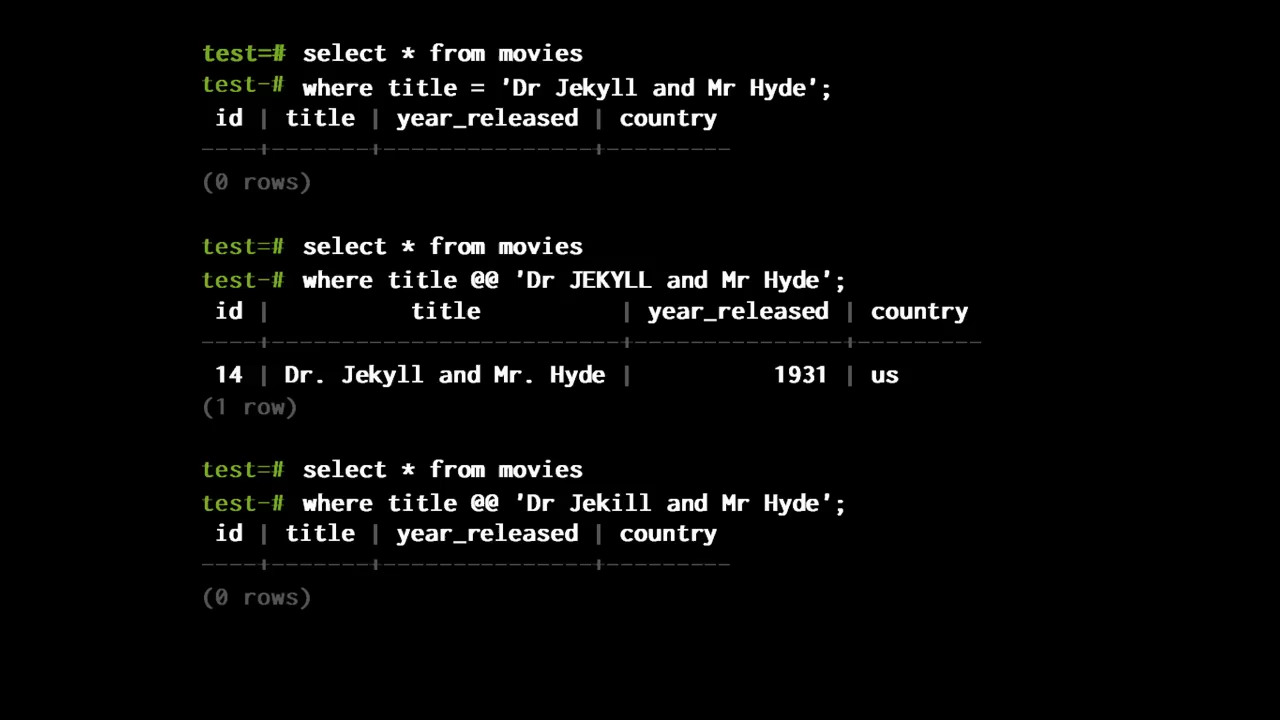 test=# select * from movies
test-# where title = 'Dr Jekyll and Mr Hyde';
 id | title | year_released | country
----+-------+---------------+---------
(0 rows)
test=# select * from movies
test-# where title @@ 'Dr JEKYLL and Mr Hyde';
 id |          title          | year_released | country
----+-------------------------+---------------+---------
 14 | Dr. Jekyll and Mr. Hyde |          1931 | us
(1 row)
test=# select * from movies
test-# where title @@ 'Dr Jekill and Mr Hyde';
 id | title | year_released | country
----+-------+---------------+---------
(0 rows)